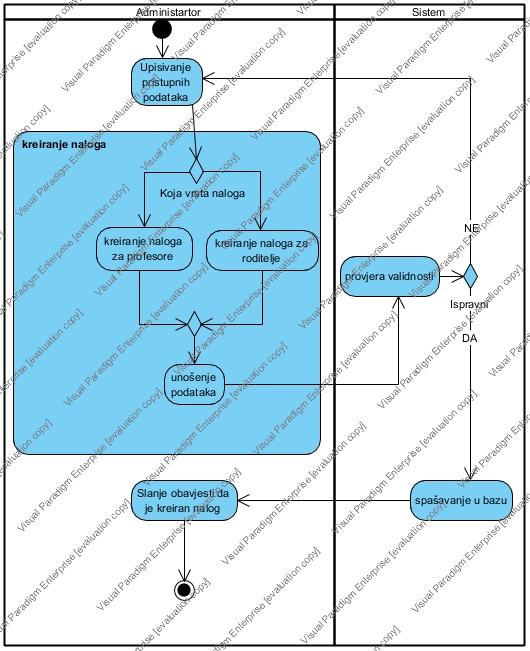 Administartor
Sistem
Upisivanje
pristupnih
podataka
kreiranje naloga
Koja vrsta naloga
kreiranje naloga
za profesore
kreiranje naloga za
roditelje
NE
provjera validnosti
Ispravni
DA
unošenje
podataka
Slanje obavjesti da
je kreiran nalog
spašavanje u bazu
Visual Paradigm Enterprise [evaluation copy]